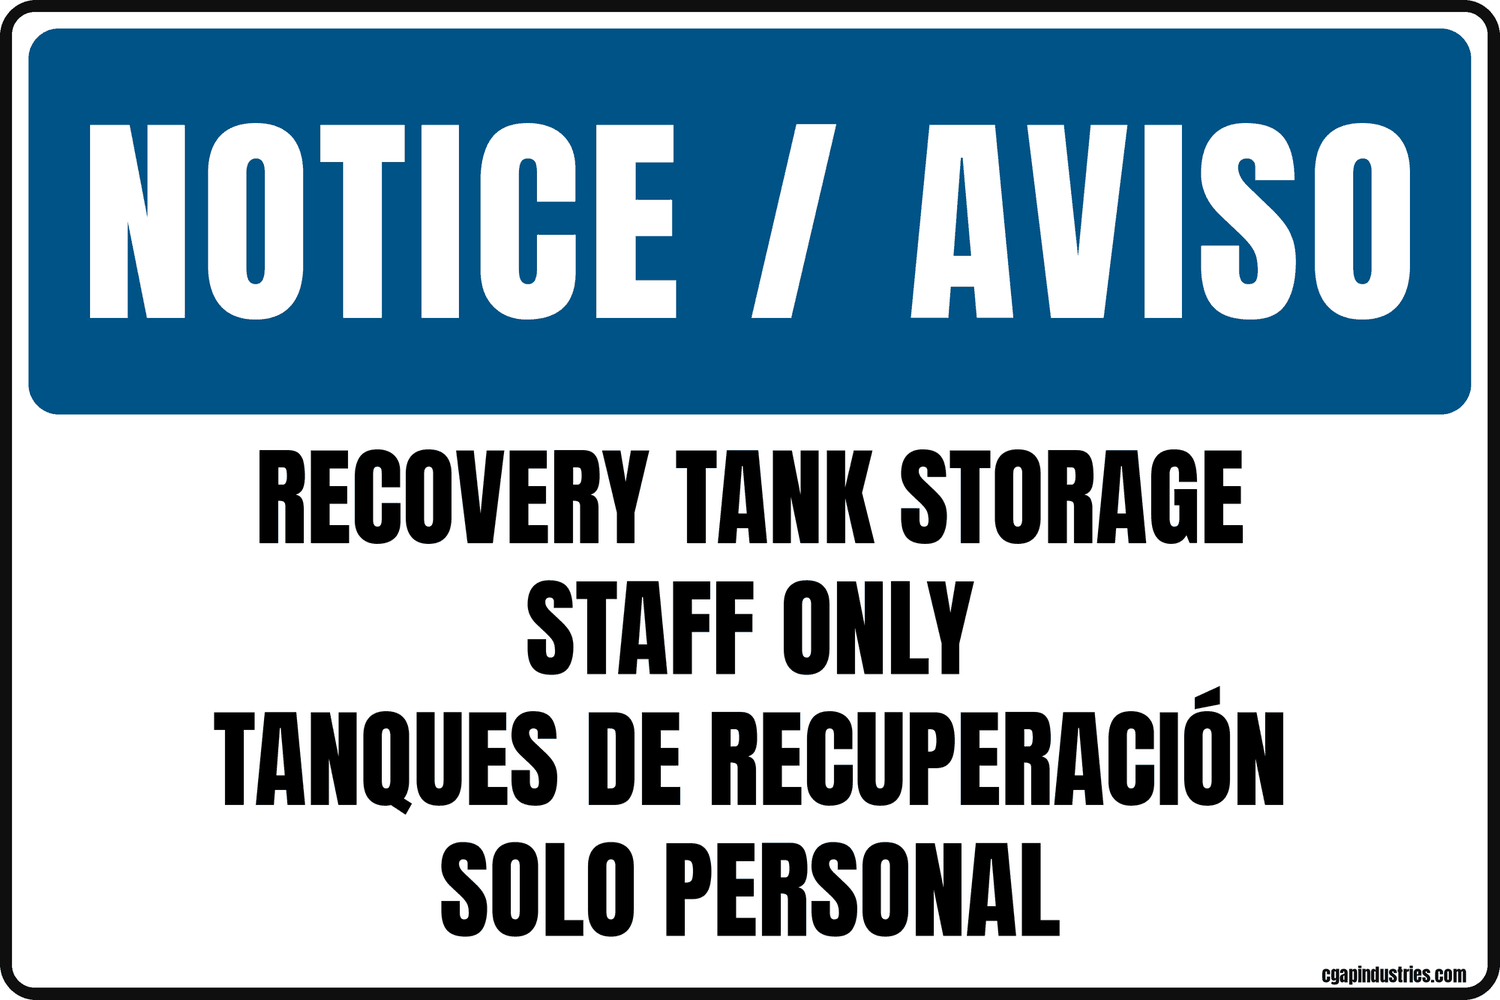 NOTICE / AVISO
RECOVERY TANK STORAGE
STAFF ONLY
TANQUES DE RECUPERACIÓN
SOLO PERSONAL
cgapindustries.com